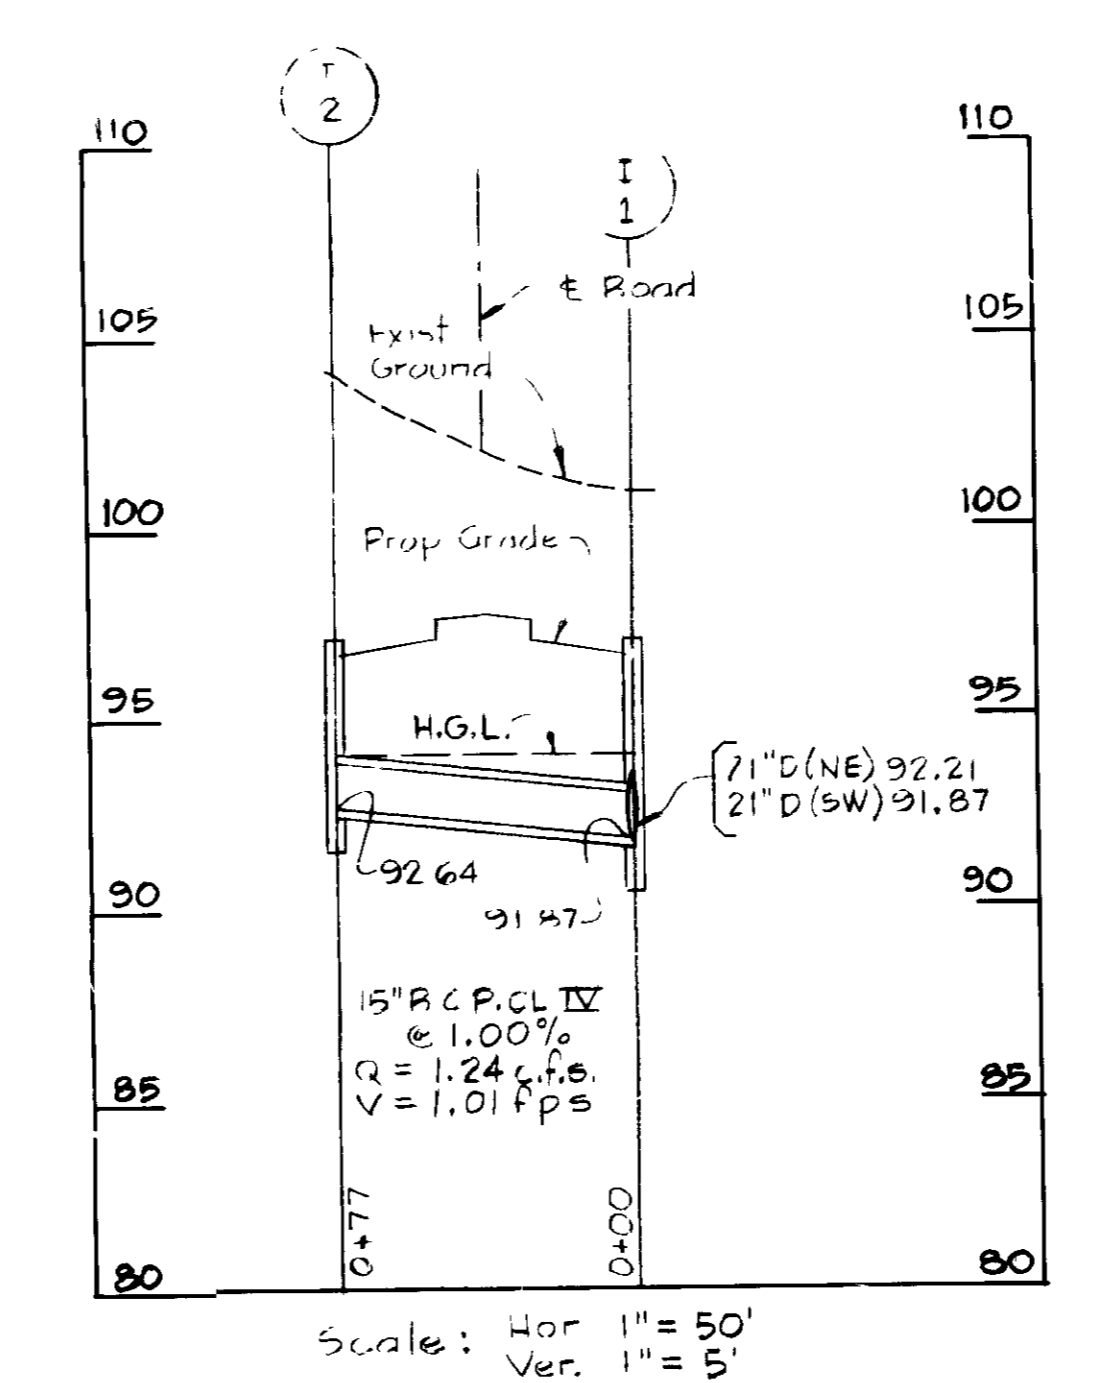 2
110
110
I
1
℄ Road
105
105
Exist
Ground
100
100
Prop Grade
95
95
H.G.L.
21"D(NE) 92.21
21"D(SW) 91.87
92 64
90
90
91 87
15" R C P. CL IV
@ 1.00%
Q = 1.24 c.f.s.
V = 1.01 fps
85
85
0+77
0+00
80
80
Scale: Hor 1" = 50'
Ver. 1" = 5'